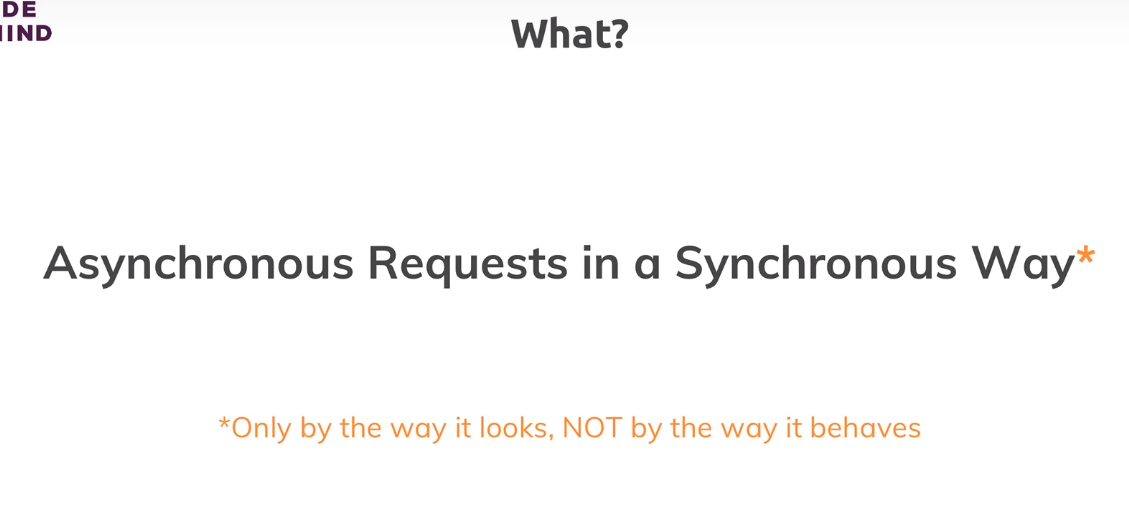 DE
What?
IND
Asynchronous Requests in a Synchronous Way*
*Only by the way it looks, NOT by the way it behaves